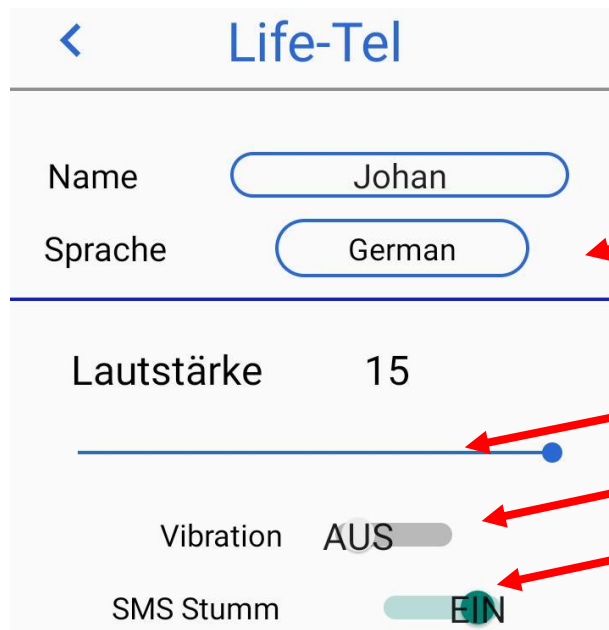 Life-Tel
Name Johan
Sprache German
Lautstärke 15
Vibration AUS
SMS Stumm EIN